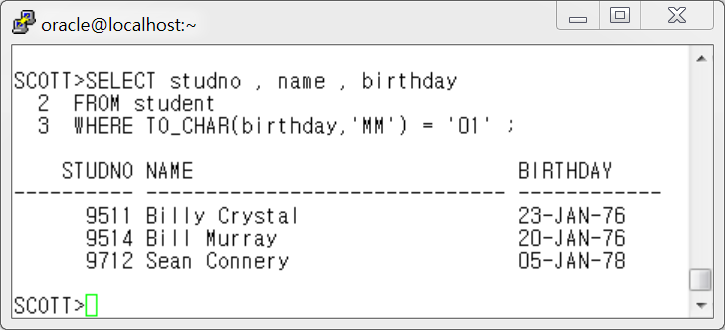 oracle@localhost:~
SCOTT>SELECT studno , name , birthday
  2  FROM student
  3  WHERE TO_CHAR(birthday,'MM') = '01' ;
    STUDNO NAME                           BIRTHDAY
---------- ------------------------------ ------------
      9511 Billy Crystal                  23-JAN-76
      9514 Bill Murray                    20-JAN-76
      9712 Sean Connery                   05-JAN-78
SCOTT>